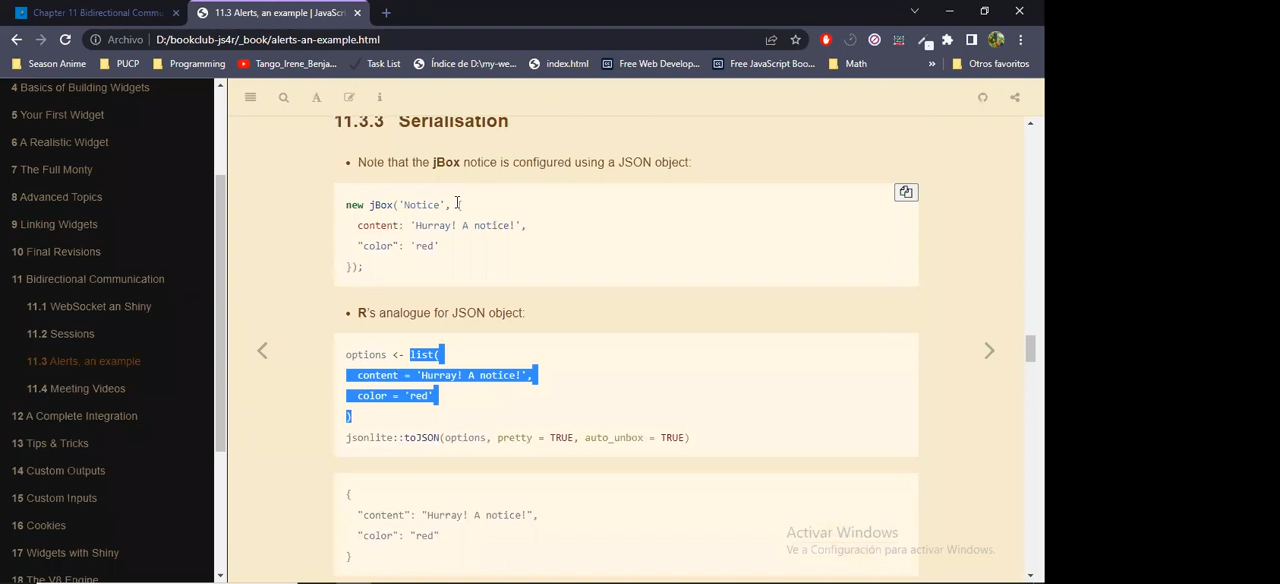 Chapter 11 Bidirectional Commu
11.3 Alerts, an example | JavaScri
Archivo
D:/bookclub-js4r/_book/alerts-an-example.html
Season Anime
PUCP
Programming
Tango_Irene_Benja...
Task List
Índice de D:\my-we...
index.html
Free Web Develop...
Free JavaScript Boo...
Math
»
Otros favoritos
4 Basics of Building Widgets
5 Your First Widget
6 A Realistic Widget
7 The Full Monty
8 Advanced Topics
9 Linking Widgets
10 Final Revisions
11 Bidirectional Communication
11.1 WebSocket an Shiny
11.2 Sessions
11.3 Alerts, an example
11.4 Meeting Videos
12 A Complete Integration
13 Tips & Tricks
14 Custom Outputs
15 Custom Inputs
16 Cookies
17 Widgets with Shiny
18 The V8 Engine
11.3.3 Serialisation
• Note that the jBox notice is configured using a JSON object:
new jBox('Notice', {
content: 'Hurray! A notice!',
"color": 'red'
});
• R's analogue for JSON object:
options <- list(
content = 'Hurray! A notice!',
color = 'red'
)
jsonlite::toJSON(options, pretty = TRUE, auto_unbox = TRUE)
{
"content": "Hurray! A notice!",
"color": "red"
}
Activar Windows
Ve a Configuración para activar Windows.